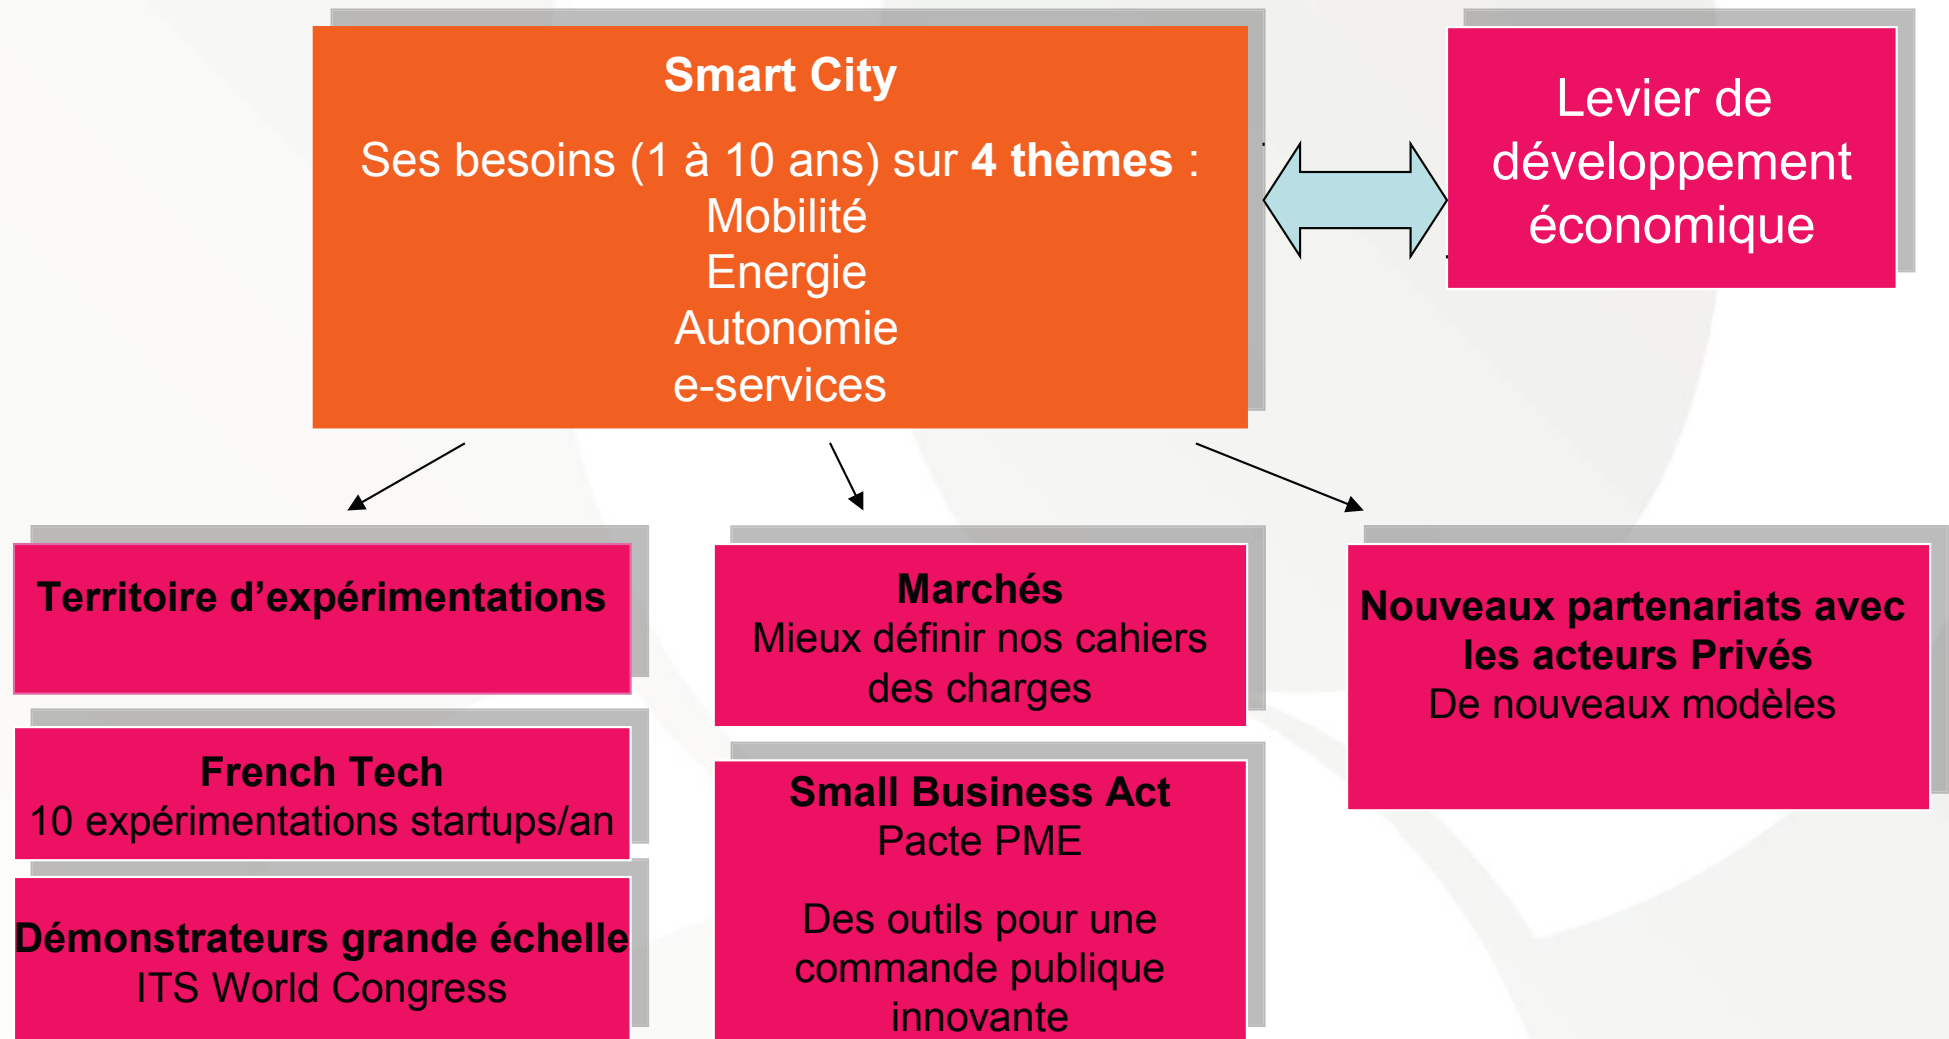 Smart City
Ses besoins (1 à 10 ans) sur 4 thèmes :
Mobilité
Energie
Autonomie
e-services
Levier de
développement
économique
Territoire d’expérimentations
French Tech
10 expérimentations startups/an
Démonstrateurs grande échelle
ITS World Congress
Marchés
Mieux définir nos cahiers
des charges
Small Business Act
Pacte PME
Des outils pour une
commande publique
innovante
Nouveaux partenariats avec
les acteurs Privés
De nouveaux modèles